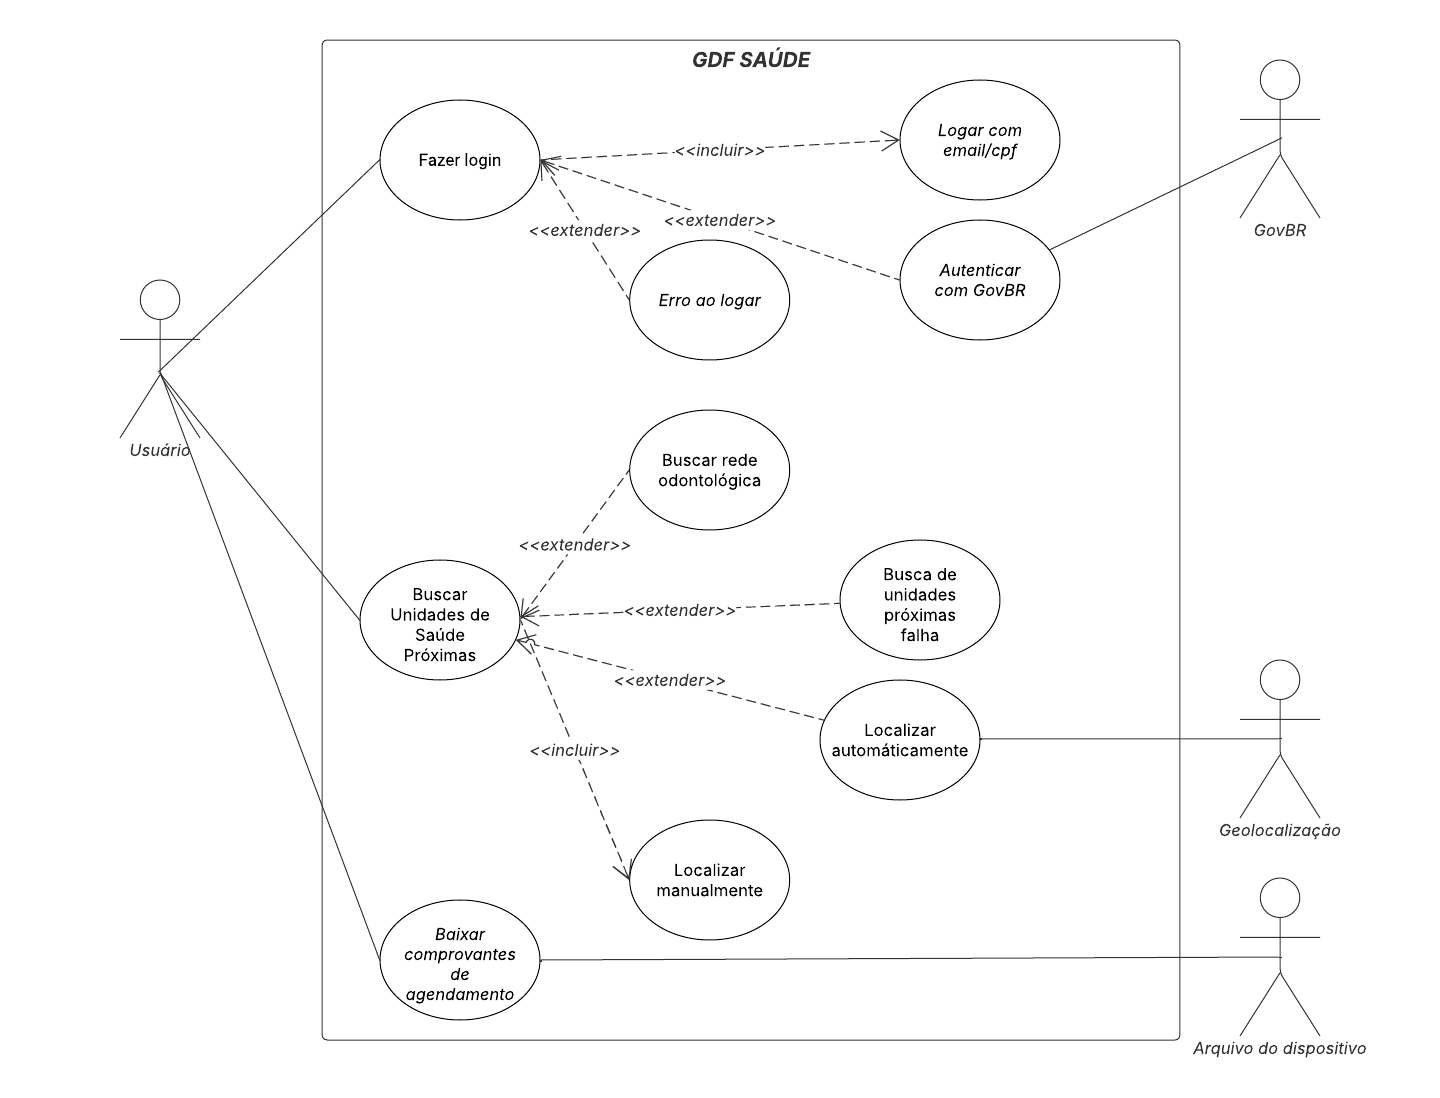 GDF SAÚDE
Fazer login
<<incluir>>
Logar com
email/cpf
<<extender>>
<<extender>>
GovBR
Erro ao logar
Autenticar
com GovBR
Usuário
Buscar rede
odontológica
<<extender>>
Buscar
Unidades de
Saúde
Próximas
<<extender>>
Busca de
unidades
próximas
falha
<<extender>>
Localizar
automáticamente
<<incluir>>
Geolocalização
Localizar
manualmente
Baixar
comprovantes
de
agendamento
Arquivo do dispositivo